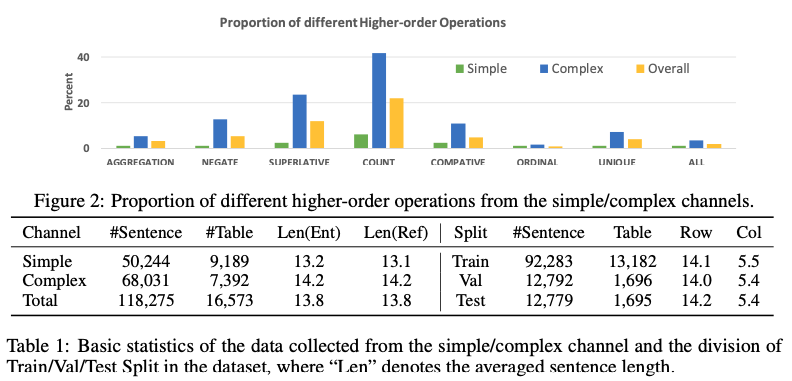 Proportion of different Higher-order Operations
40
20
0
Percent
Simple Complex Overall
AGGREGATION NEGATE SUPERLATIVE COUNT COMPATIVE ORDINAL UNIQUE ALL
Figure 2: Proportion of different higher-order operations from the simple/complex channels.
Channel #Sentence #Table Len(Ent) Len(Ref) Split #Sentence Table Row Col
Simple 50,244 9,189 13.2 13.1 Train 92,283 13,182 14.1 5.5
Complex 68,031 7,392 14.2 14.2 Val 12,792 1,696 14.0 5.4
Total 118,275 16,573 13.8 13.8 Test 12,779 1,695 14.2 5.4
Table 1: Basic statistics of the data collected from the simple/complex channel and the division of
Train/Val/Test Split in the dataset, where “Len” denotes the averaged sentence length.